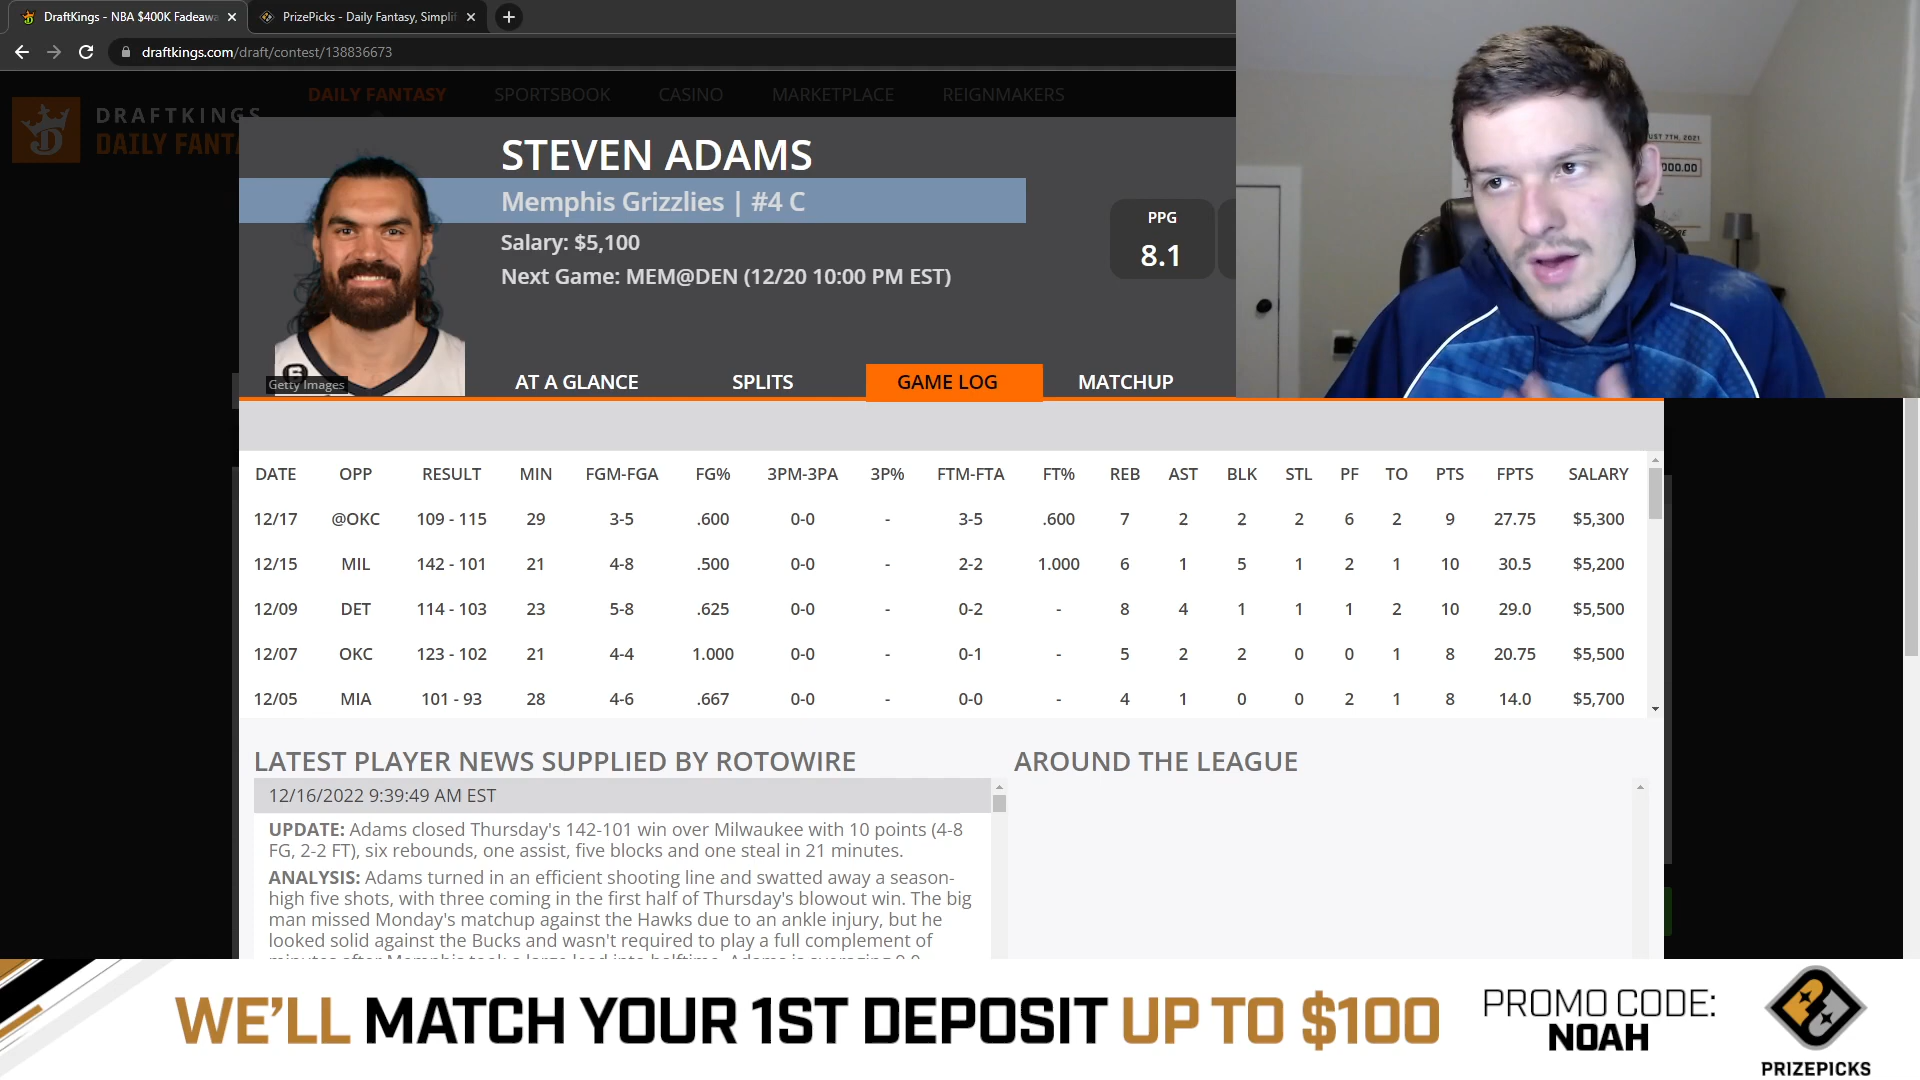 DraftKings - NBA $400K Fadeawa
PrizePicks - Daily Fantasy, Simplif
draftkings.com/draft/contest/138836673
DAILY FANTASY
SPORTSBOOK
CASINO
MARKETPLACE
REIGNMAKERS
DRAFTKINGS
DAILY FANTA
STEVEN ADAMS
Memphis Grizzlies | #4 C
Salary: $5,100
Next Game: MEM@DEN (12/20 10:00 PM EST)
PPG
8.1
UST 7TH, 2021
000.00
Getty Images
AT A GLANCE
SPLITS
GAME LOG
MATCHUP
DATE OPP RESULT MIN FGM-FGA FG% 3PM-3PA 3P% FTM-FTA FT% REB AST BLK STL PF TO PTS FPTS SALARY
12/17 @OKC 109 - 115 29 3-5 .600 0-0 - 3-5 .600 7 2 2 2 6 2 9 27.75 $5,300
12/15 MIL 142 - 101 21 4-8 .500 0-0 - 2-2 1.000 6 1 5 1 2 1 10 30.5 $5,200
12/09 DET 114 - 103 23 5-8 .625 0-0 - 0-2 - 8 4 1 1 1 2 10 29.0 $5,500
12/07 OKC 123 - 102 21 4-4 1.000 0-0 - 0-1 - 5 2 2 0 0 1 8 20.75 $5,500
12/05 MIA 101 - 93 28 4-6 .667 0-0 - 0-0 - 4 1 0 0 2 1 8 14.0 $5,700
LATEST PLAYER NEWS SUPPLIED BY ROTOWIRE
AROUND THE LEAGUE
12/16/2022 9:39:49 AM EST
UPDATE: Adams closed Thursday's 142-101 win over Milwaukee with 10 points (4-8
FG, 2-2 FT), six rebounds, one assist, five blocks and one steal in 21 minutes.
ANALYSIS: Adams turned in an efficient shooting line and swatted away a season-
high five shots, with three coming in the first half of Thursday's blowout win. The big
man missed Monday's matchup against the Hawks due to an ankle injury, but he
looked solid against the Bucks and wasn't required to play a full complement of
WE'LL MATCH YOUR 1ST DEPOSIT UP TO $100
PROMO CODE:
NOAH
PRIZEPICKS